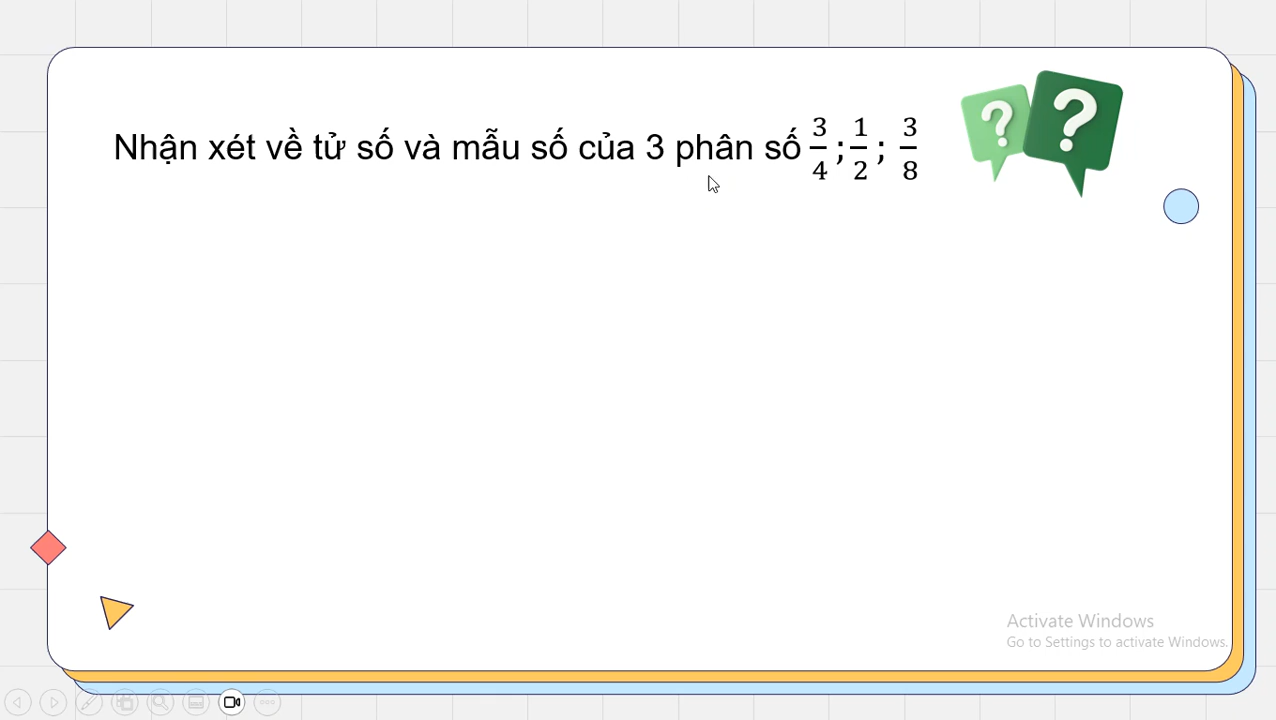 Nhận xét về tử số và mẫu số của 3 phân số 3/4 ; 1/2 ; 3/8
? ?
Activate Windows
Go to Settings to activate Windows.